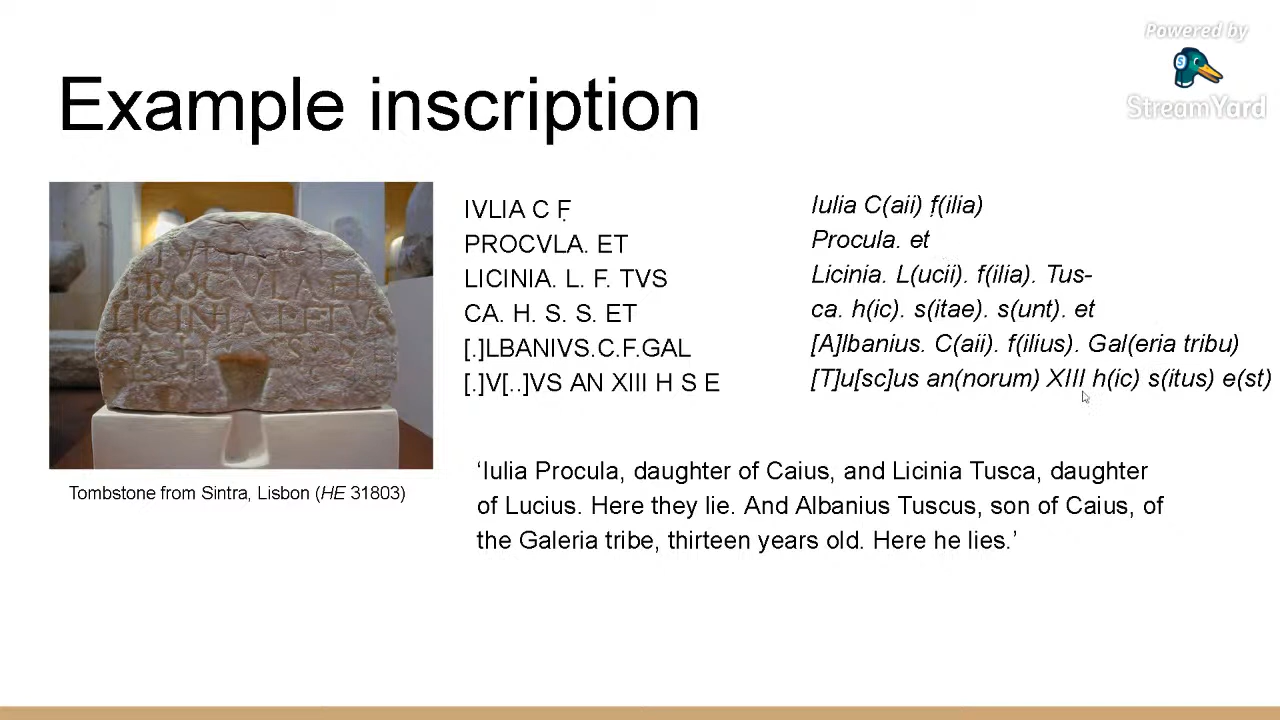 Powered by
StreamYard
Example inscription
IVLIA C F̣
PROCVLA. ET
LICINIA. L. F. TVS
CA. H. S. S. ET
[.]LBANIVS.C.F.GAL
[.]V[..]VS AN XIII H S E
Iulia C(aii) f̣(ilia)
Procula. et
Licinia. L(ucii). f(ilia). Tus-
ca. h(ic). s(itae). s(unt). et
[A]lbanius. C(aii). f(ilius). Gal(eria tribu)
[T]u[sc]us an(norum) XIII h(ic) s(itus) e(st)
PROCVLA ET
LICINIA L F TVS
Tombstone from Sintra, Lisbon (HE 31803)
‘Iulia Procula, daughter of Caius, and Licinia Tusca, daughter
of Lucius. Here they lie. And Albanius Tuscus, son of Caius, of
the Galeria tribe, thirteen years old. Here he lies.’